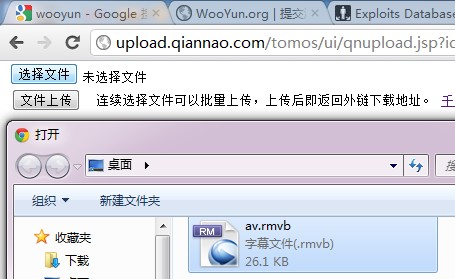 wooyun - Google
WooYun.org | 提交
Exploits Database
upload.qiannao.com/tomos/ui/qnupload.jsp?
选择文件 未选择文件
文件上传 连续选择文件可以批量上传，上传后即返回外链下载地址。
打开
桌面
组织 新建文件夹
收藏夹
下载
RM
av.rmvb
字幕文件(.rmvb)
26.1 KB